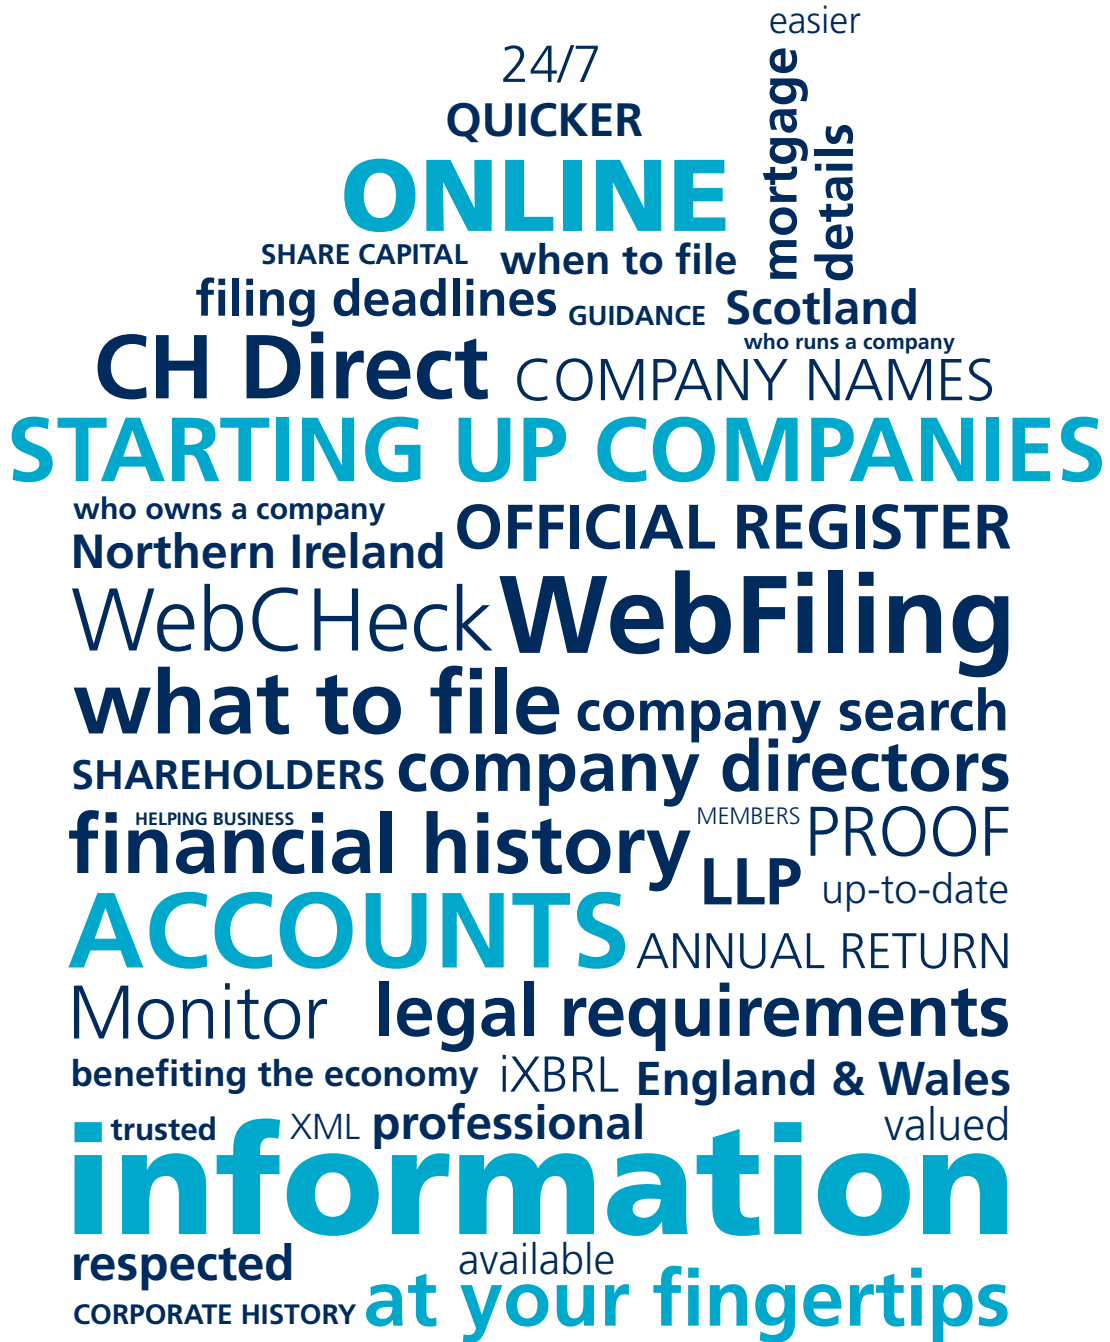 easier
24/7
mortgage
details
QUICKER
ONLINE
SHARE CAPITAL when to file
filing deadlines GUIDANCE Scotland
who runs a company
CH Direct COMPANY NAMES
STARTING UP COMPANIES
who owns a company
OFFICIAL REGISTER
Northern Ireland
WebCHeck WebFiling
what to file company search
SHAREHOLDERS company directors
HELPING BUSINESS
financial history MEMBERS PROOF
LLP up-to-date
ACCOUNTS ANNUAL RETURN
Monitor legal requirements
benefiting the economy iXBRL England & Wales
trusted XML professional valued
information
respected available
CORPORATE HISTORY at your fingertips